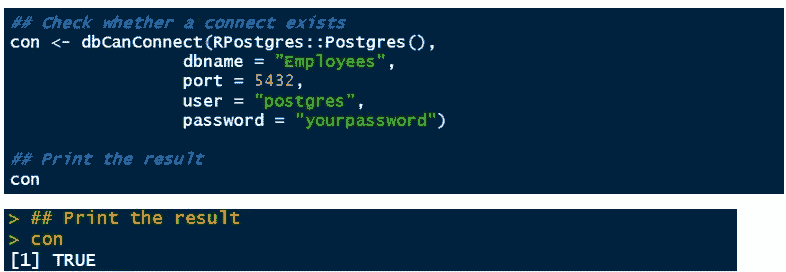 ## Check whether a connect exists
con <- dbCanConnect(RPostgres::Postgres(),
dbname = "Employees",
port = 5432,
user = "postgres",
password = "yourpassword")
## Print the result
con
> ## Print the result
> con
[1] TRUE